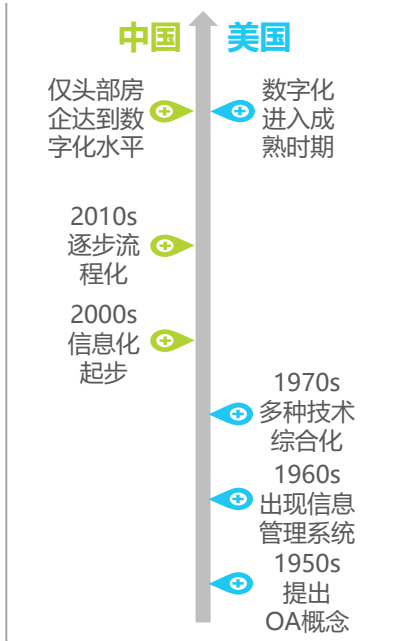 中国
美国
仅头部房
企达到数
字化水平
数字化
进入成
熟时期
2010s
逐步流
程化
2000s
信息化
起步
1970s
多种技术
综合化
1960s
出现信息
管理系统
1950s
提出
OA概念